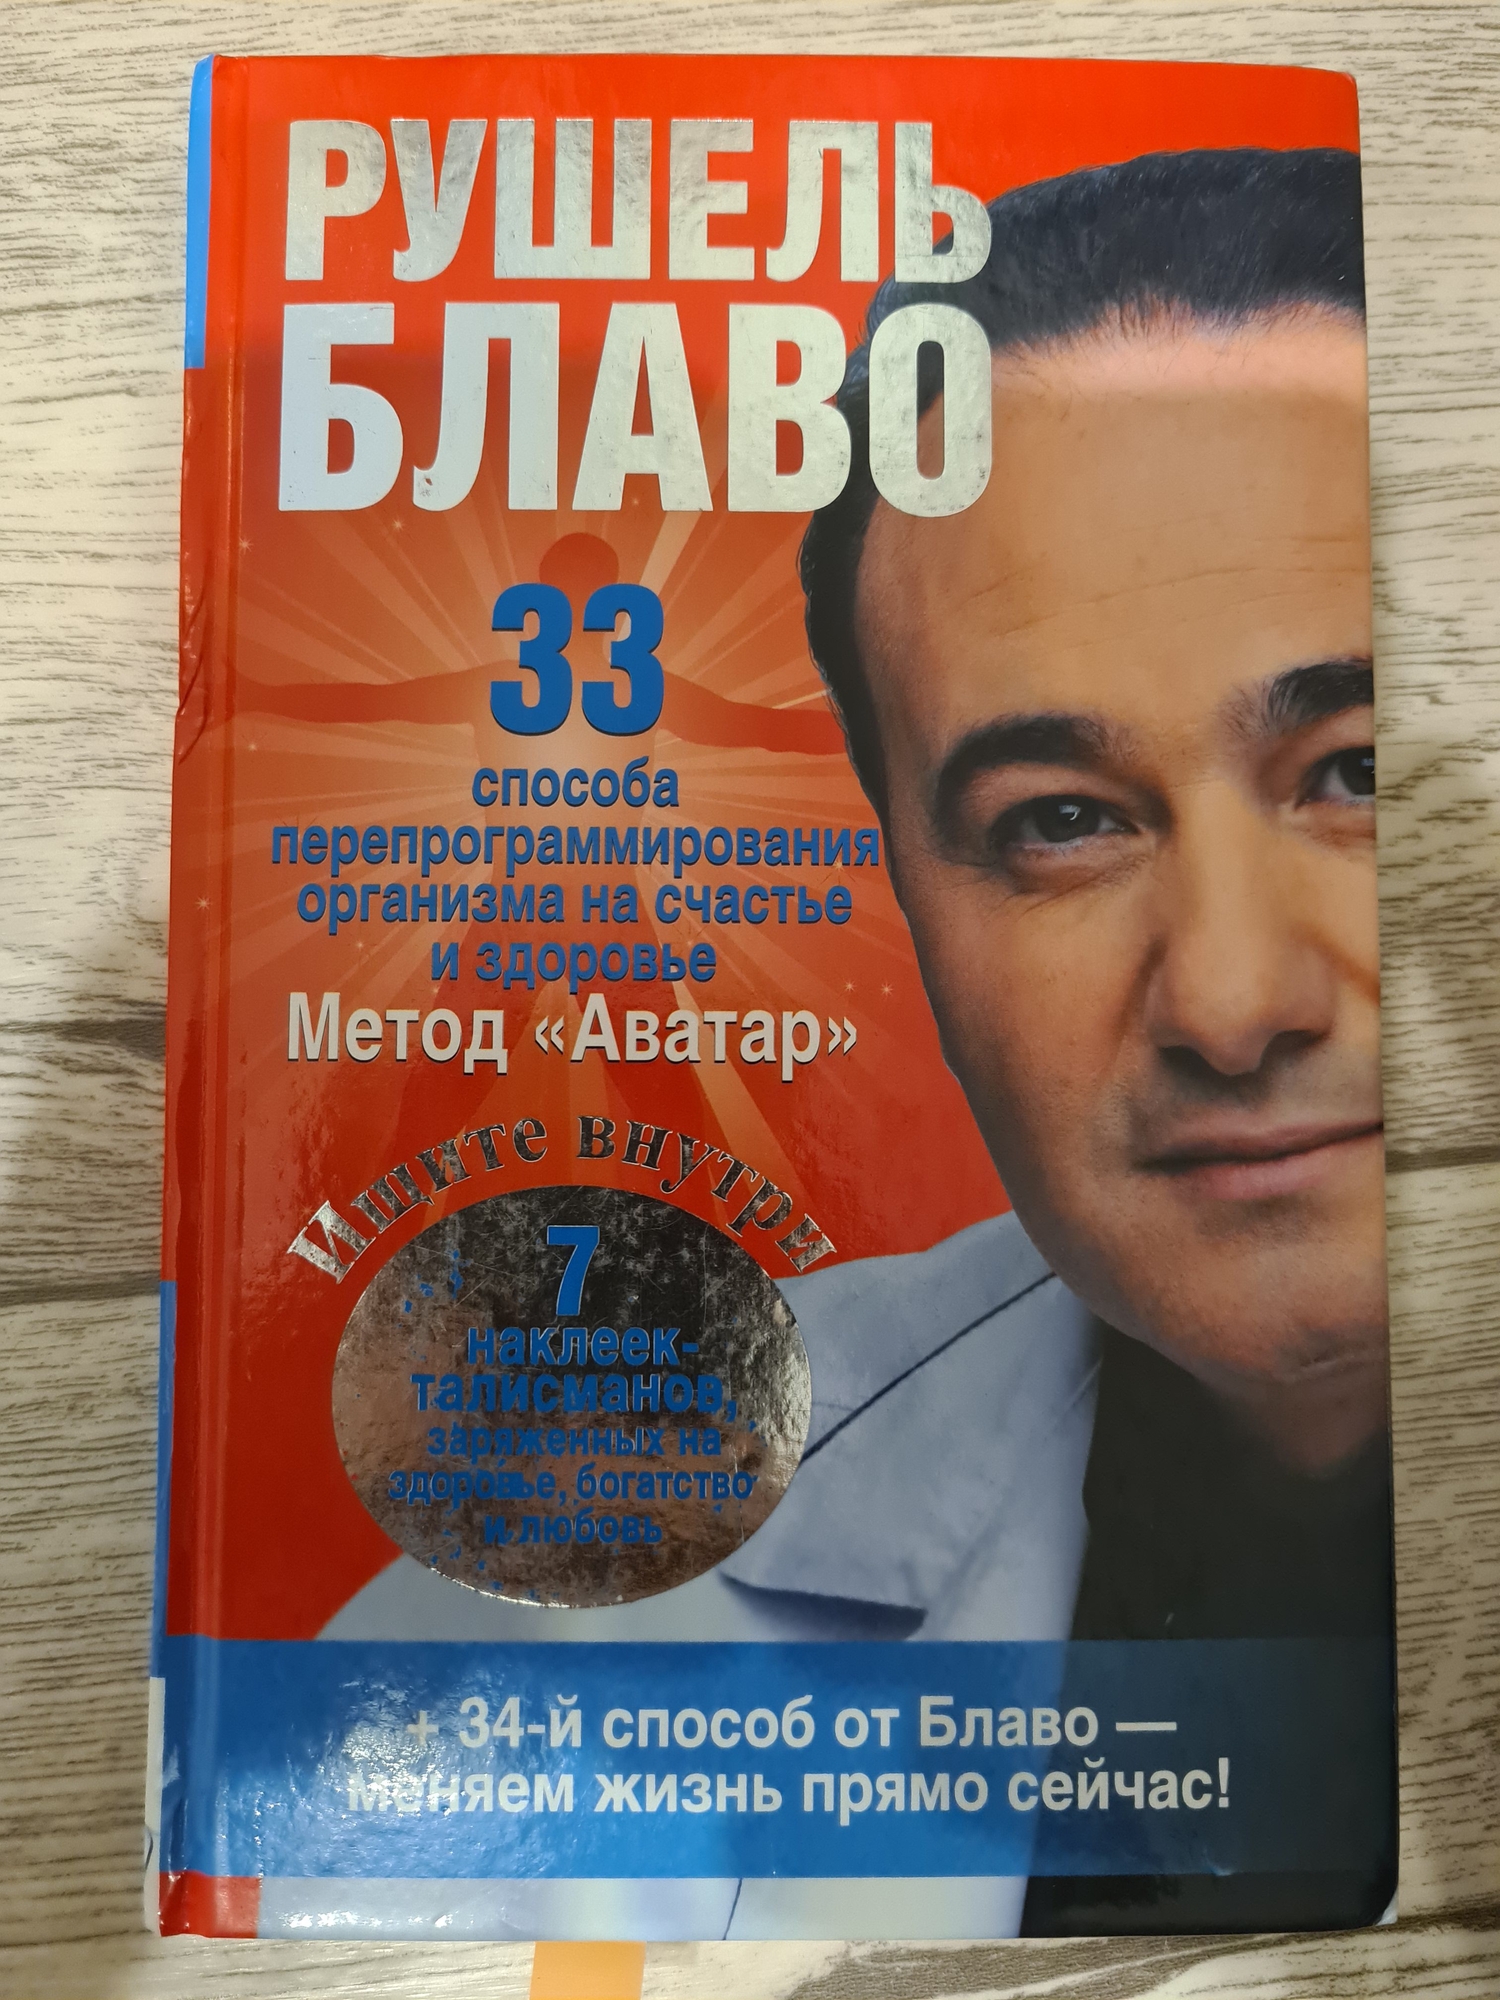 РУШЕЛЬ
БЛАВО
33
способа
перепрограммирования
организма на счастье
и здоровье
Метод «Аватар»
Ищите внутри
7
наклеек-
талисманов,
заряженных на
здоровье, богатство
и любовь
+ 34-й способ от Блаво —
меняем жизнь прямо сейчас!